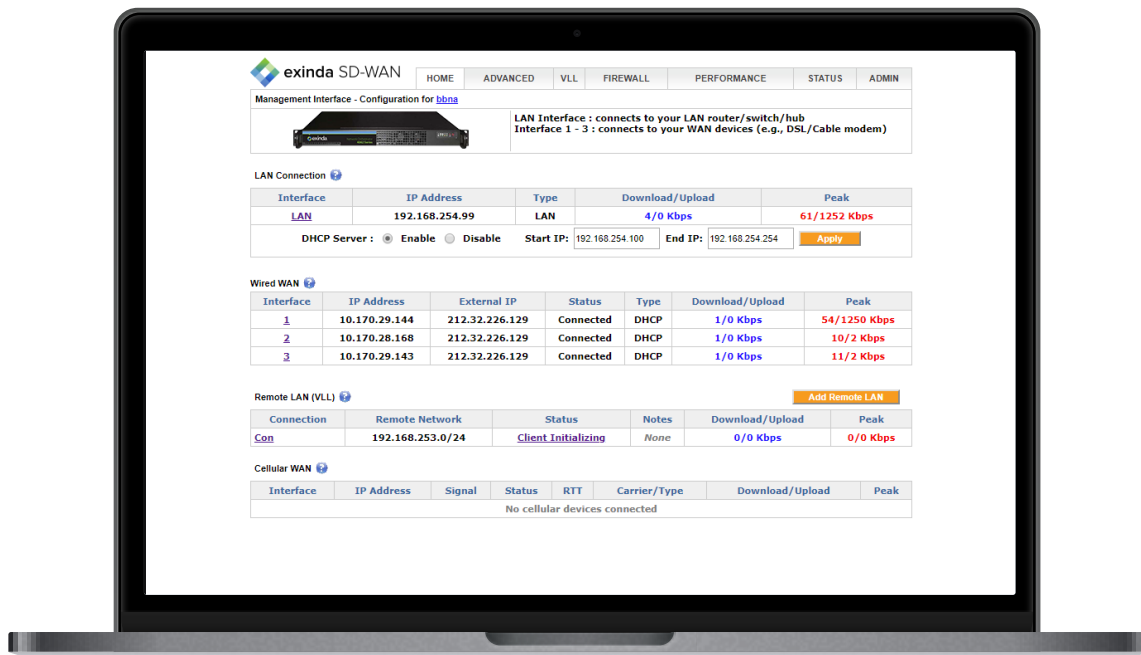 exinda SD-WAN HOME ADVANCED VLL FIREWALL PERFORMANCE STATUS ADMIN
Management Interface - Configuration for bbna
LAN Interface : connects to your LAN router/switch/hub
Interface 1 - 3 : connects to your WAN devices (e.g., DSL/Cable modem)
exinda
LAN Connection ?
Interface IP Address Type Download/Upload Peak
LAN 192.168.254.99 LAN 4/0 Kbps 61/1252 Kbps
DHCP Server : Enable Disable Start IP: 192.168.254.100 End IP: 192.168.254.254 Apply
Wired WAN ?
Interface IP Address External IP Status Type Download/Upload Peak
1 10.170.29.144 212.32.226.129 Connected DHCP 1/0 Kbps 54/1250 Kbps
2 10.170.28.168 212.32.226.129 Connected DHCP 1/0 Kbps 10/2 Kbps
3 10.170.29.143 212.32.226.129 Connected DHCP 1/0 Kbps 11/2 Kbps
Remote LAN (VLL) ? Add Remote LAN
Connection Remote Network Status Notes Download/Upload Peak
Con 192.168.253.0/24 Client Initializing None 0/0 Kbps 0/0 Kbps
Cellular WAN ?
Interface IP Address Signal Status RTT Carrier/Type Download/Upload Peak
No cellular devices connected